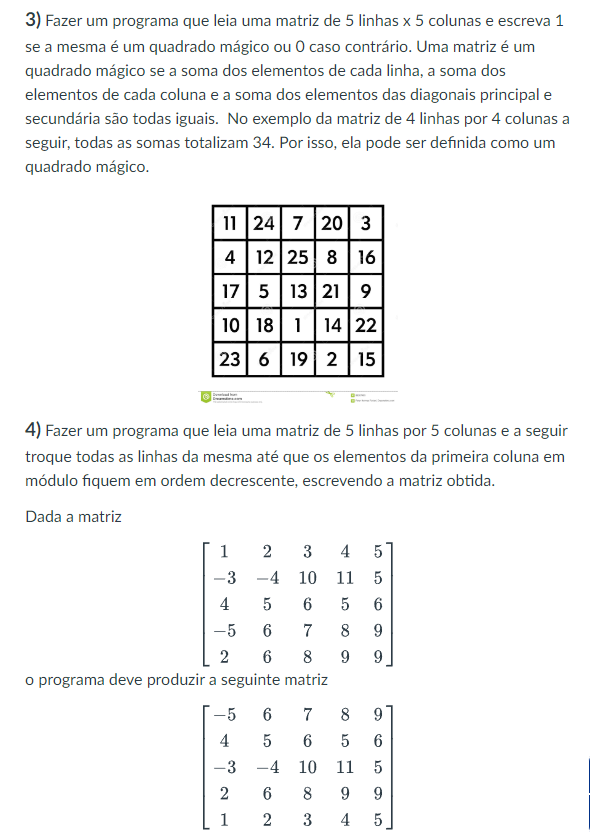 3) Fazer um programa que leia uma matriz de 5 linhas x 5 colunas e escreva 1
se a mesma é um quadrado mágico ou 0 caso contrário. Uma matriz é um
quadrado mágico se a soma dos elementos de cada linha, a soma dos
elementos de cada coluna e a soma dos elementos das diagonais principal e
secundária são todas iguais. No exemplo da matriz de 4 linhas por 4 colunas a
seguir, todas as somas totalizam 34. Por isso, ela pode ser definida como um
quadrado mágico.
11 24 7 20 3
4 12 25 8 16
17 5 13 21 9
10 18 1 14 22
23 6 19 2 15
Download from
Dreamstime.com
4) Fazer um programa que leia uma matriz de 5 linhas por 5 colunas e a seguir
troque todas as linhas da mesma até que os elementos da primeira coluna em
módulo fiquem em ordem decrescente, escrevendo a matriz obtida.
Dada a matriz
1 2 3 4 5
−3 −4 10 11 5
4 5 6 5 6
−5 6 7 8 9
2 6 8 9 9
o programa deve produzir a seguinte matriz
−5 6 7 8 9
4 5 6 5 6
−3 −4 10 11 5
2 6 8 9 9
1 2 3 4 5